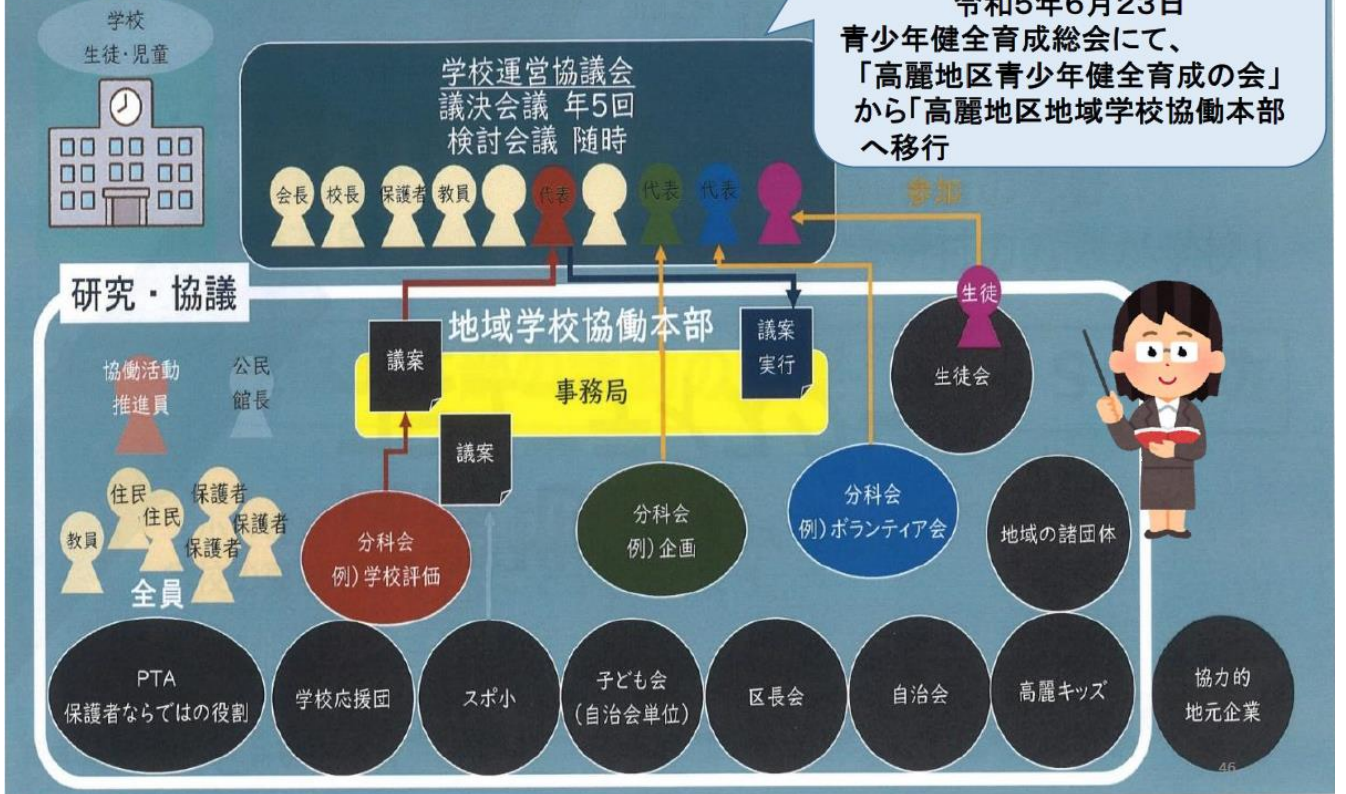 学校
生徒・児童
令和5年6月23日
青少年健全育成総会にて、
「高麗地区青少年健全育成の会」
から「高麗地区地域学校協働本部
へ移行
学校運営協議会
議決会議 年5回
検討会議 随時
会長
校長
保護者
教員
代表
代表
代表
参加
研究・協議
地域学校協働本部
事務局
議案
議案
議案
実行
生徒
生徒会
協働活動
推進員
公民
館長
住民
住民
教員
保護者
保護者
保護者
全員
分科会
例)学校評価
分科会
例)企画
分科会
例)ボランティア会
地域の諸団体
PTA
保護者ならではの役割
学校応援団
スポ小
子ども会
(自治会単位)
区長会
自治会
高麗キッズ
協力的
地元企業
46